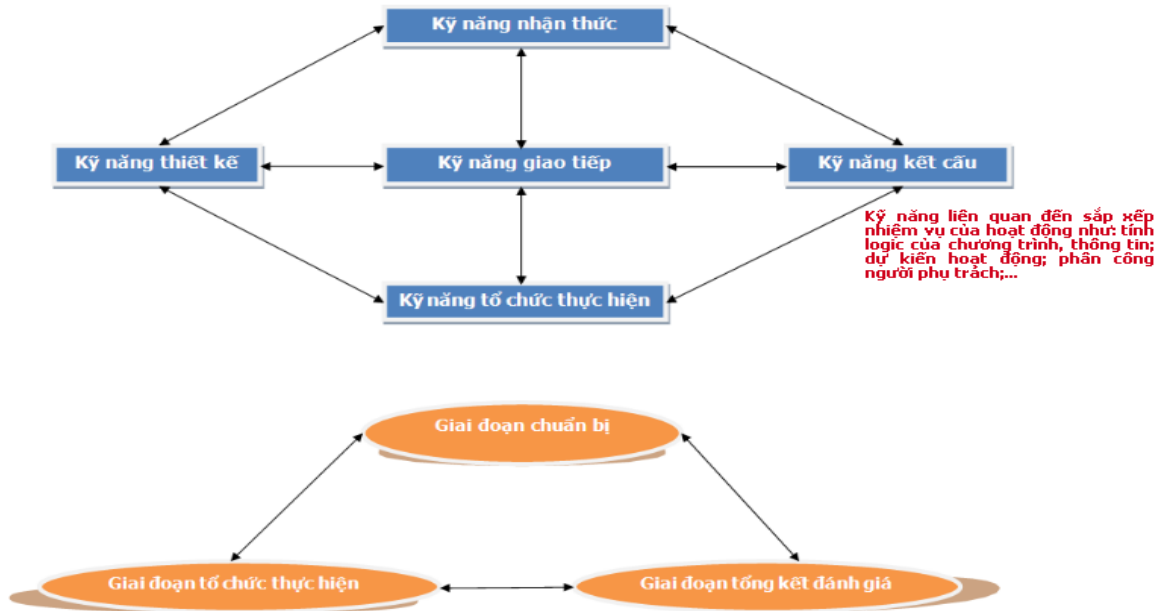 Kỹ năng nhận thức
Kỹ năng thiết kế
Kỹ năng giao tiếp
Kỹ năng kết cấu
Kỹ năng liên quan đến sắp xếp
nhiệm vụ của hoạt động như: tính
logic của chương trình, thông tin;
dự kiến hoạt động; phân công
người phụ trách;...
Kỹ năng tổ chức thực hiện
Giai đoạn chuẩn bị
Giai đoạn tổ chức thực hiện
Giai đoạn tổng kết đánh giá